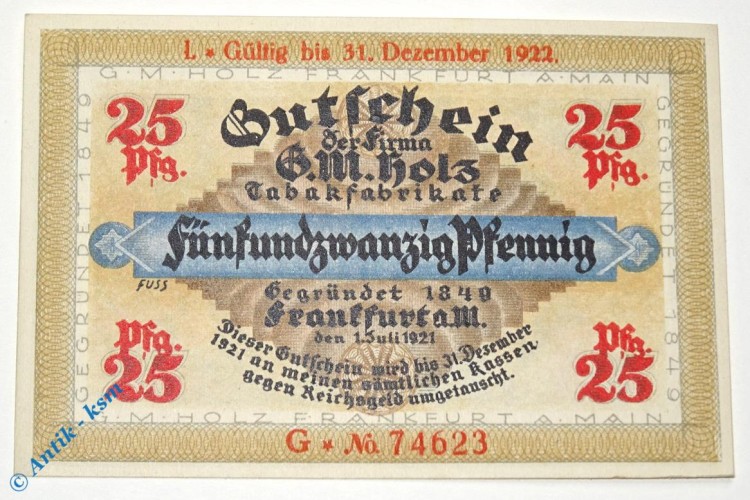 L * Gültig bis 31. Dezember 1922.
G · M · HOLZ FRANKFURT A · MAIN
GEGRÜNDET 1849
GEGRÜNDET 1849
25 Pfg.
25 Pfg.
Gutschein
der Firma
G.M. Holz
Tabakfabrikate
Fünfundzwanzig Pfennig
FUSS
Gegründet 1849
Frankfurt a.M.
den 1. Juli 1921
Dieser Gutschein wird bis 31. Dezember
1921 an meinen sämtlichen Kassen
gegen Reichsgeld umgetauscht.
Pfg. 25
Pfg. 25
G · M · HOLZ FRANKFURT A · MAIN
G * No. 74623
© Antik - ksm